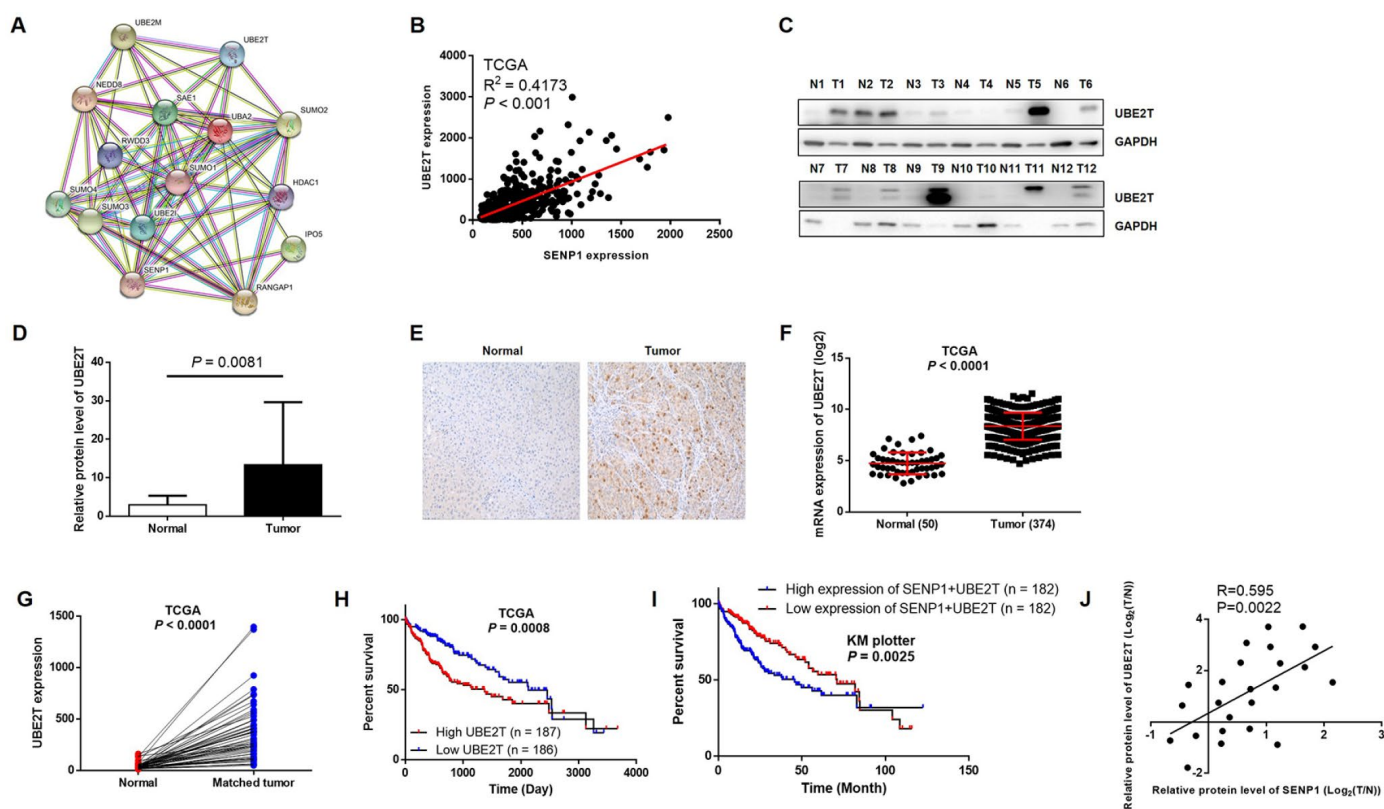 A
UBE2M
UBE2T
NEDD8
SAE1
SUMO2
UBA2
RWDD3
SUMO1
HDAC1
SUMO4
SUMO3
UBE2I
IPO5
SENP1
RANGAP1
B
TCGA
R² = 0.4173
P < 0.001
UBE2T expression
4000
3000
2000
1000
0
0 500 1000 1500 2000 2500
SENP1 expression
C
N1 T1 N2 T2 N3 T3 N4 T4 N5 T5 N6 T6
UBE2T
GAPDH
N7 T7 N8 T8 N9 T9 N10 T10 N11 T11 N12 T12
UBE2T
GAPDH
D
Relative protein level of UBE2T
40
30
20
10
0
P = 0.0081
Normal Tumor
E
Normal Tumor
F
mRNA expression of UBE2T (log2)
TCGA
P < 0.0001
15
10
5
0
Normal (50) Tumor (374)
G
TCGA
P < 0.0001
UBE2T expression
1500
1000
500
0
Normal Matched tumor
H
TCGA
P = 0.0008
Percent survival
100
50
0
High UBE2T (n = 187)
Low UBE2T (n = 186)
0 1000 2000 3000 4000
Time (Day)
I
High expression of SENP1+UBE2T (n = 182)
Low expression of SENP1+UBE2T (n = 182)
KM plotter
P = 0.0025
Percent survival
100
50
0
0 50 100 150
Time (Month)
J
R=0.595
P=0.0022
Relative protein level of UBE2T (Log₂(T/N))
4
2
0
-2
-1 0 1 2 3
Relative protein level of SENP1 (Log₂(T/N))